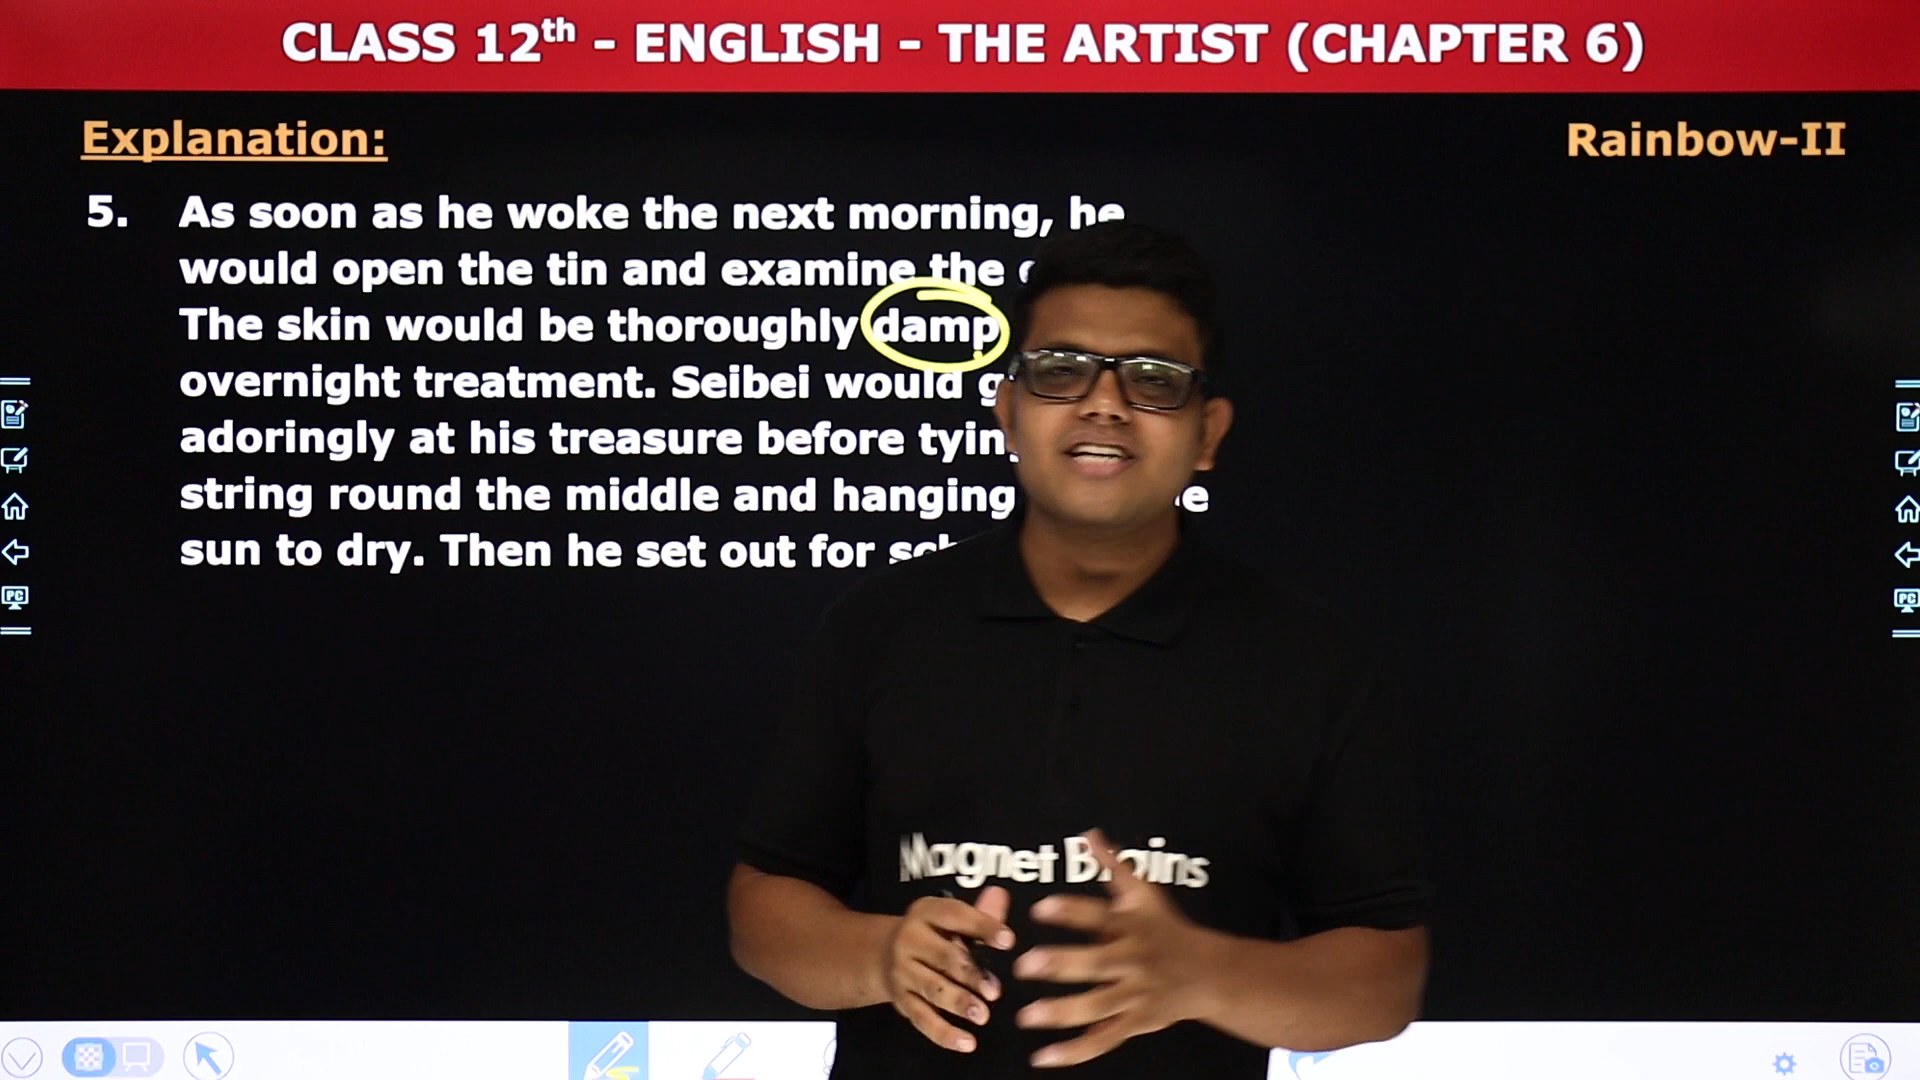 CLASS 12th - ENGLISH - THE ARTIST (CHAPTER 6)
Explanation:
Rainbow-II
5. As soon as he woke the next morning, he
would open the tin and examine the
The skin would be thoroughly damp
overnight treatment. Seibei would
adoringly at his treasure before
string round the middle and hanging
sun to dry. Then he set out for
Magnet Brains
PC
PC